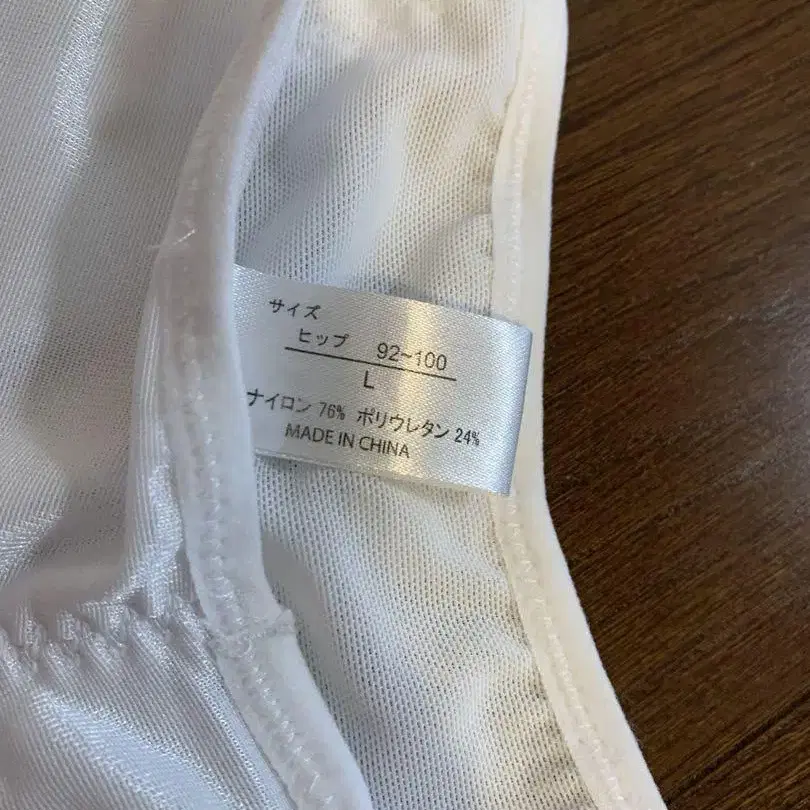 サイズ
ヒップ 92~100
L
ナイロン 76% ポリウレタン 24%
MADE IN CHINA